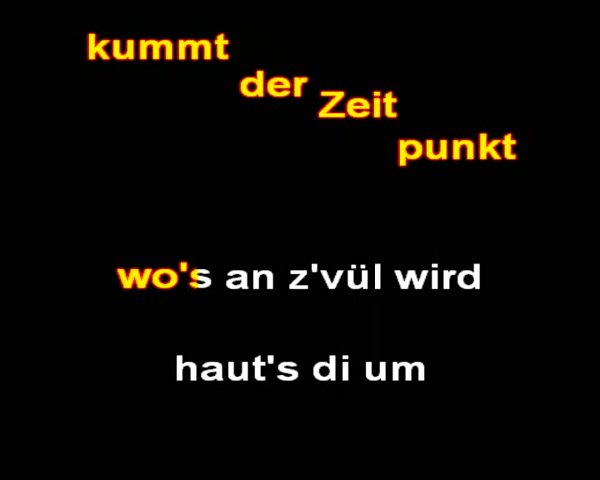 kummt
der
Zeit
punkt
wo's an z'vül wird
haut's di um